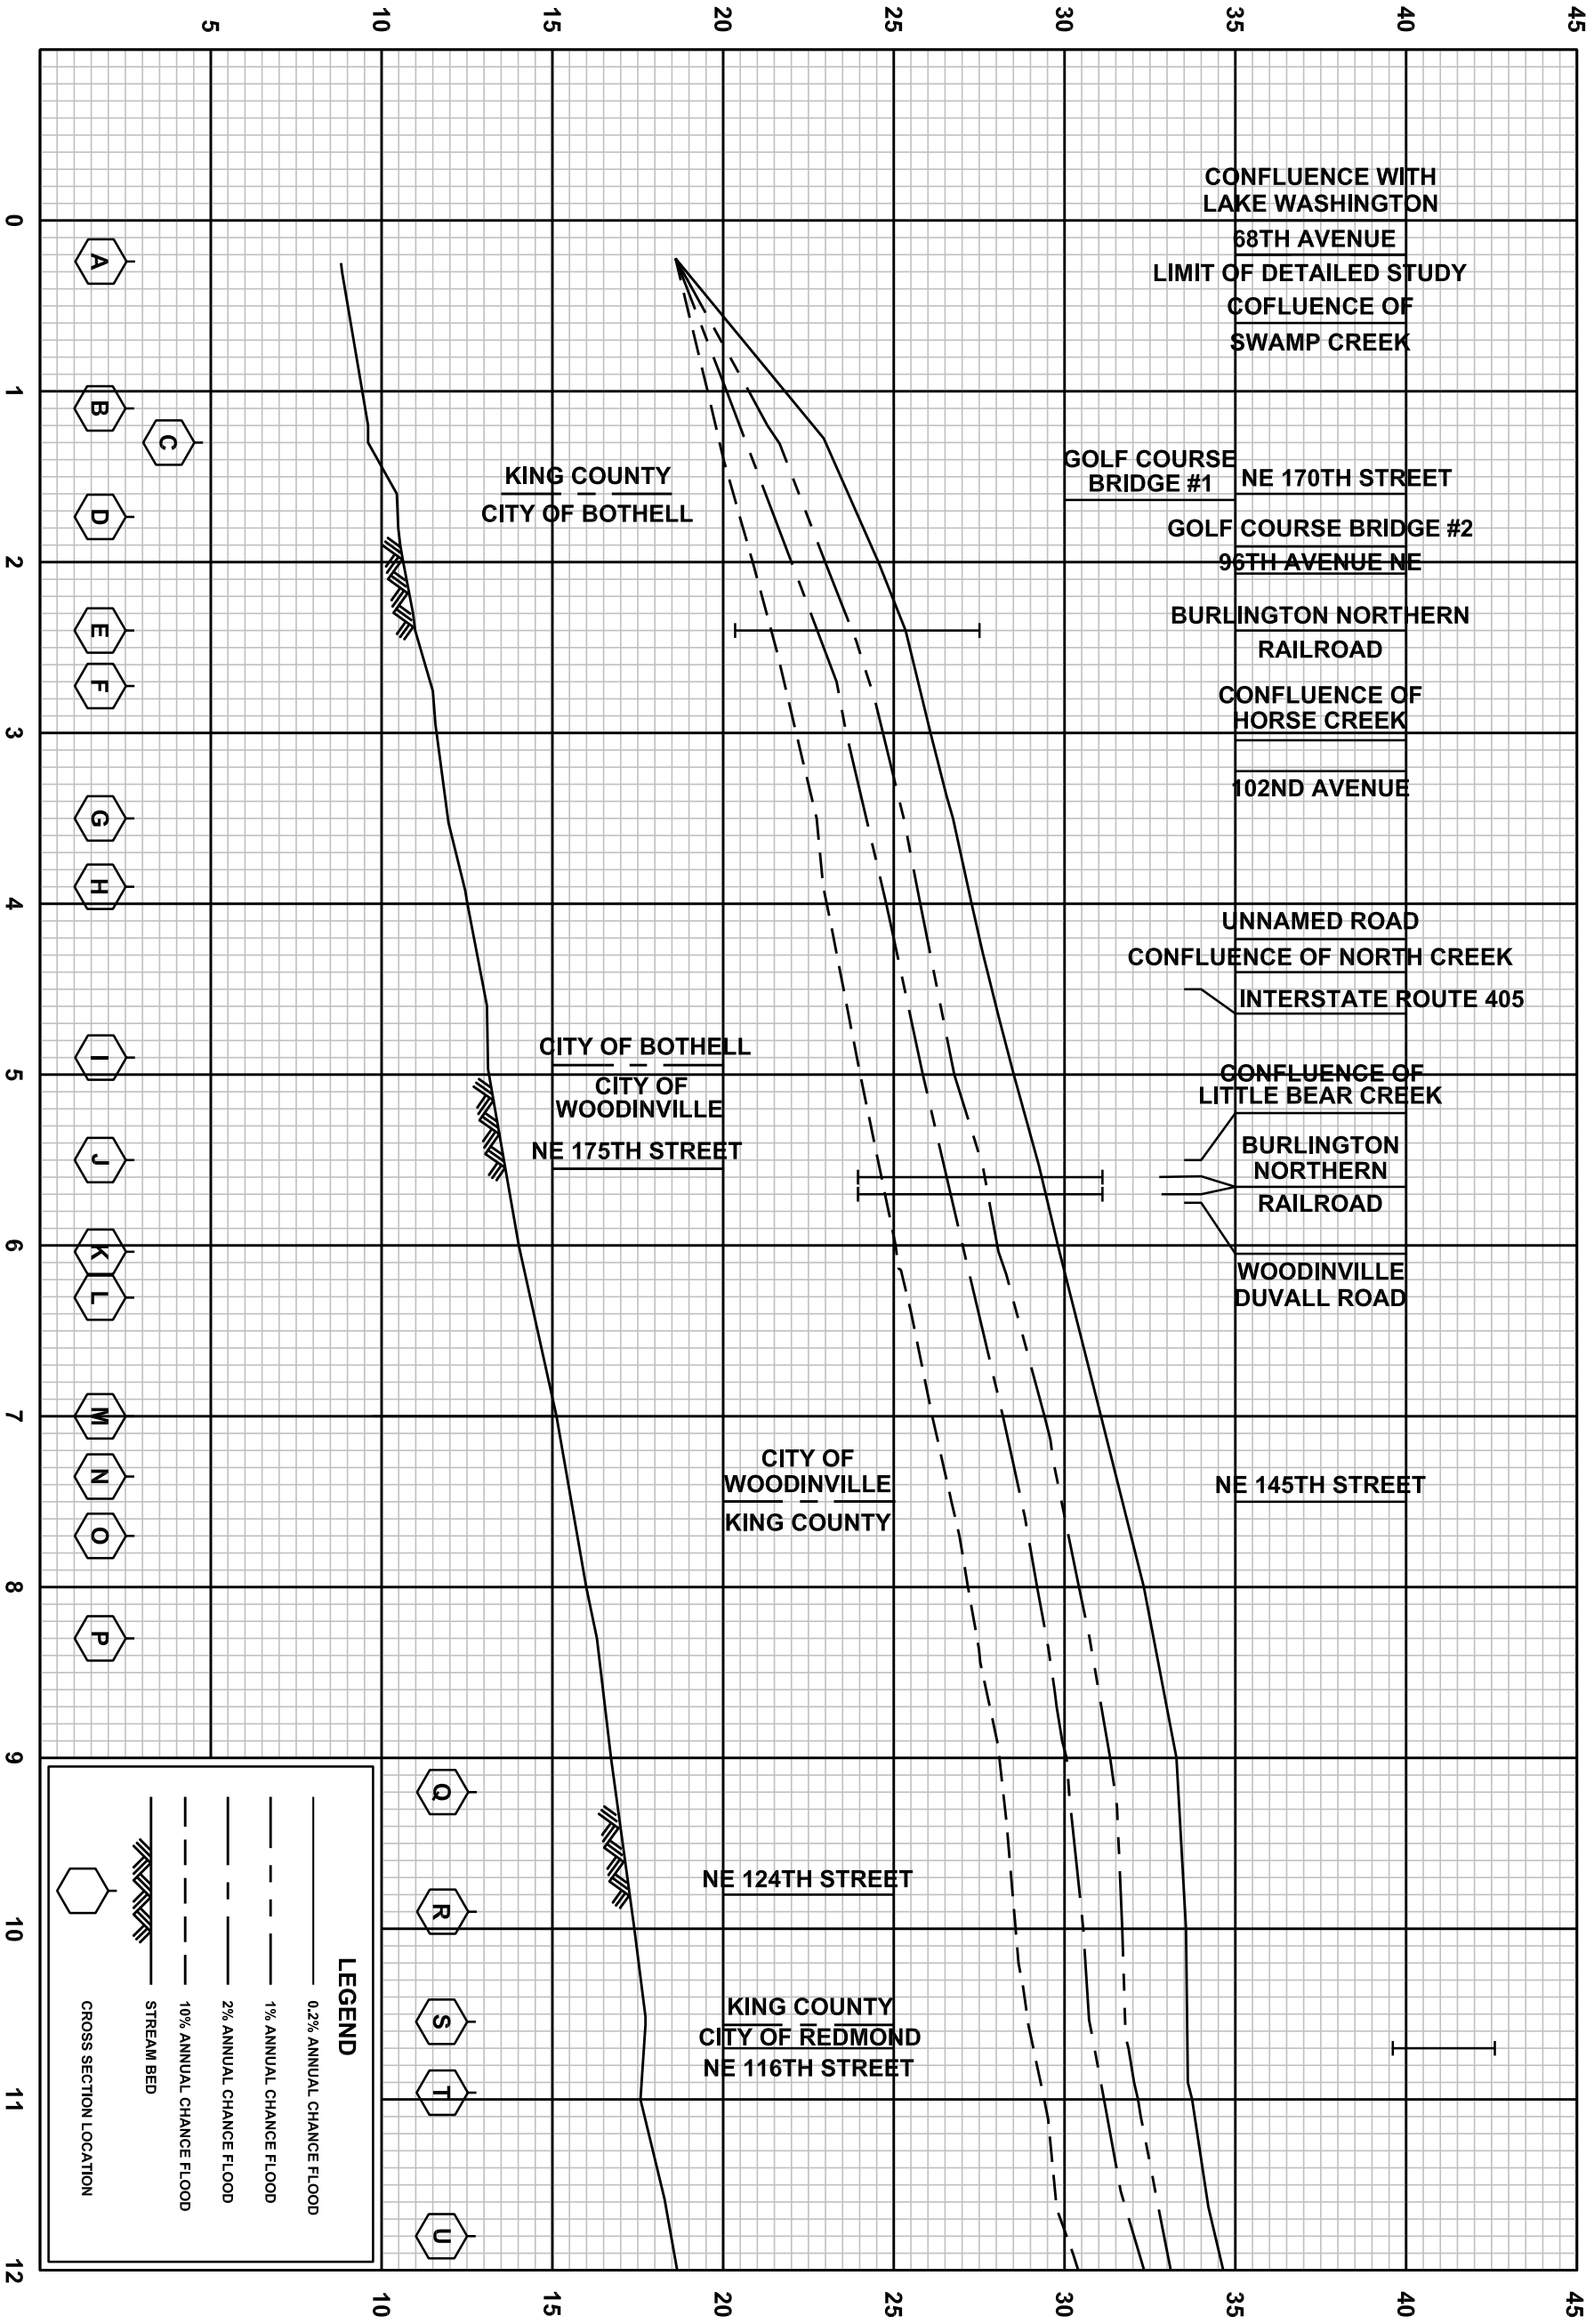 5
10
15
20
25
30
35
40
45
CONFLUENCE WITH
LAKE WASHINGTON
68TH AVENUE
LIMIT OF DETAILED STUDY
COFLUENCE OF
SWAMP CREEK
GOLF COURSE
BRIDGE #1
NE 170TH STREET
KING COUNTY
CITY OF BOTHELL
GOLF COURSE BRIDGE #2
96TH AVENUE NE
BURLINGTON NORTHERN
RAILROAD
CONFLUENCE OF
HORSE CREEK
102ND AVENUE
UNNAMED ROAD
CONFLUENCE OF NORTH CREEK
INTERSTATE ROUTE 405
CITY OF BOTHELL
CITY OF
WOODINVILLE
NE 175TH STREET
CONFLUENCE OF
LITTLE BEAR CREEK
BURLINGTON
NORTHERN
RAILROAD
WOODINVILLE
DUVALL ROAD
CITY OF
WOODINVILLE
KING COUNTY
NE 145TH STREET
NE 124TH STREET
KING COUNTY
CITY OF REDMOND
NE 116TH STREET
0
1
2
3
4
5
6
7
8
9
10
11
12
A
B
C
D
E
F
G
H
I
J
K
L
M
N
O
P
Q
R
S
T
U
LEGEND
0.2% ANNUAL CHANCE FLOOD
1% ANNUAL CHANCE FLOOD
2% ANNUAL CHANCE FLOOD
10% ANNUAL CHANCE FLOOD
STREAM BED
CROSS SECTION LOCATION
10
15
20
25
30
35
40
45